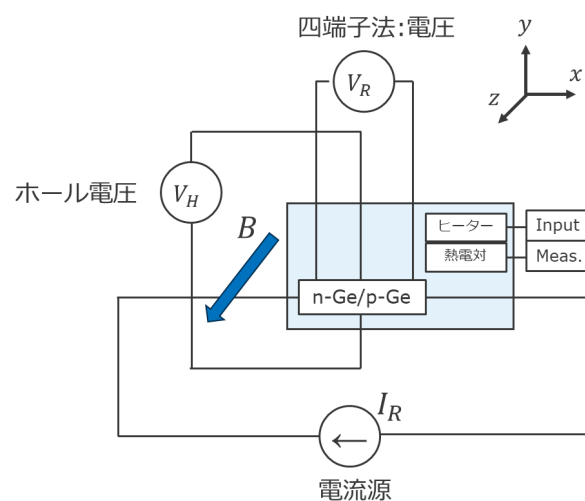 四端子法:電圧
V_R
y
x
z
ホール電圧
V_H
B
ヒーター
Input
熱電対
Meas.
n-Ge/p-Ge
I_R
←
電流源